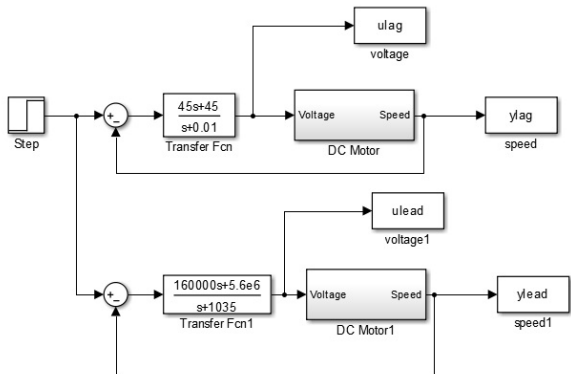 ulag
voltage
Step
+
−
45s+45
s+0.01
Transfer Fcn
Voltage Speed
DC Motor
ylag
speed
ulead
voltage1
+
−
160000s+5.6e6
s+1035
Transfer Fcn1
Voltage Speed
DC Motor1
ylead
speed1